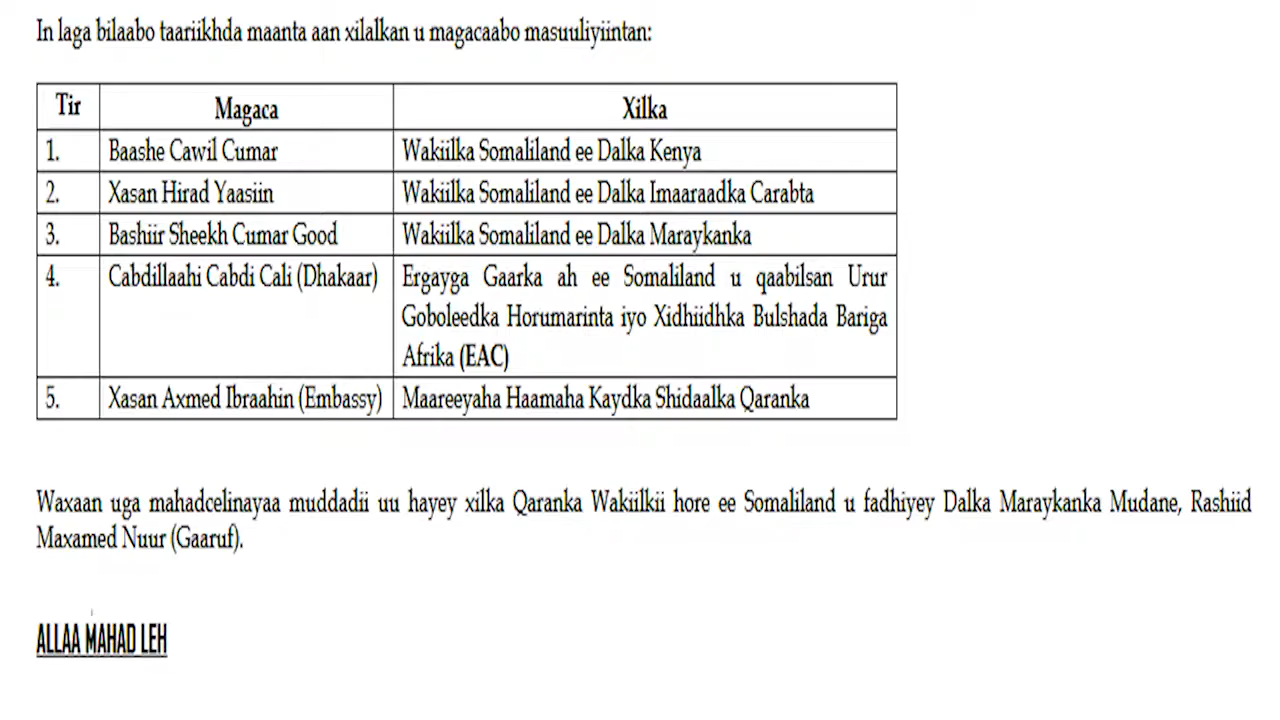 In laga bilaabo taariikhda maanta aan xilalkan u magacaabo masuuliyiintan:
Tir Magaca Xilka
1. Baashe Cawil Cumar Wakiilka Somaliland ee Dalka Kenya
2. Xasan Hirad Yaasiin Wakiilka Somaliland ee Dalka Imaaraadka Carabta
3. Bashiir Sheekh Cumar Good Wakiilka Somaliland ee Dalka Maraykanka
4. Cabdillaahi Cabdi Cali (Dhakaar) Ergayga Gaarka ah ee Somaliland u qaabilsan Urur
Goboleedka Horumarinta iyo Xidhiidhka Bulshada Bariga
Afrika (EAC)
5. Xasan Axmed Ibraahin (Embassy) Maareeyaha Haamaha Kaydka Shidaalka Qaranka
Waxaan uga mahadcelinayaa muddadii uu hayey xilka Qaranka Wakiilkii hore ee Somaliland u fadhiyey Dalka Maraykanka Mudane, Rashiid
Maxamed Nuur (Gaaruf).
ALLAA MAHAD LEH